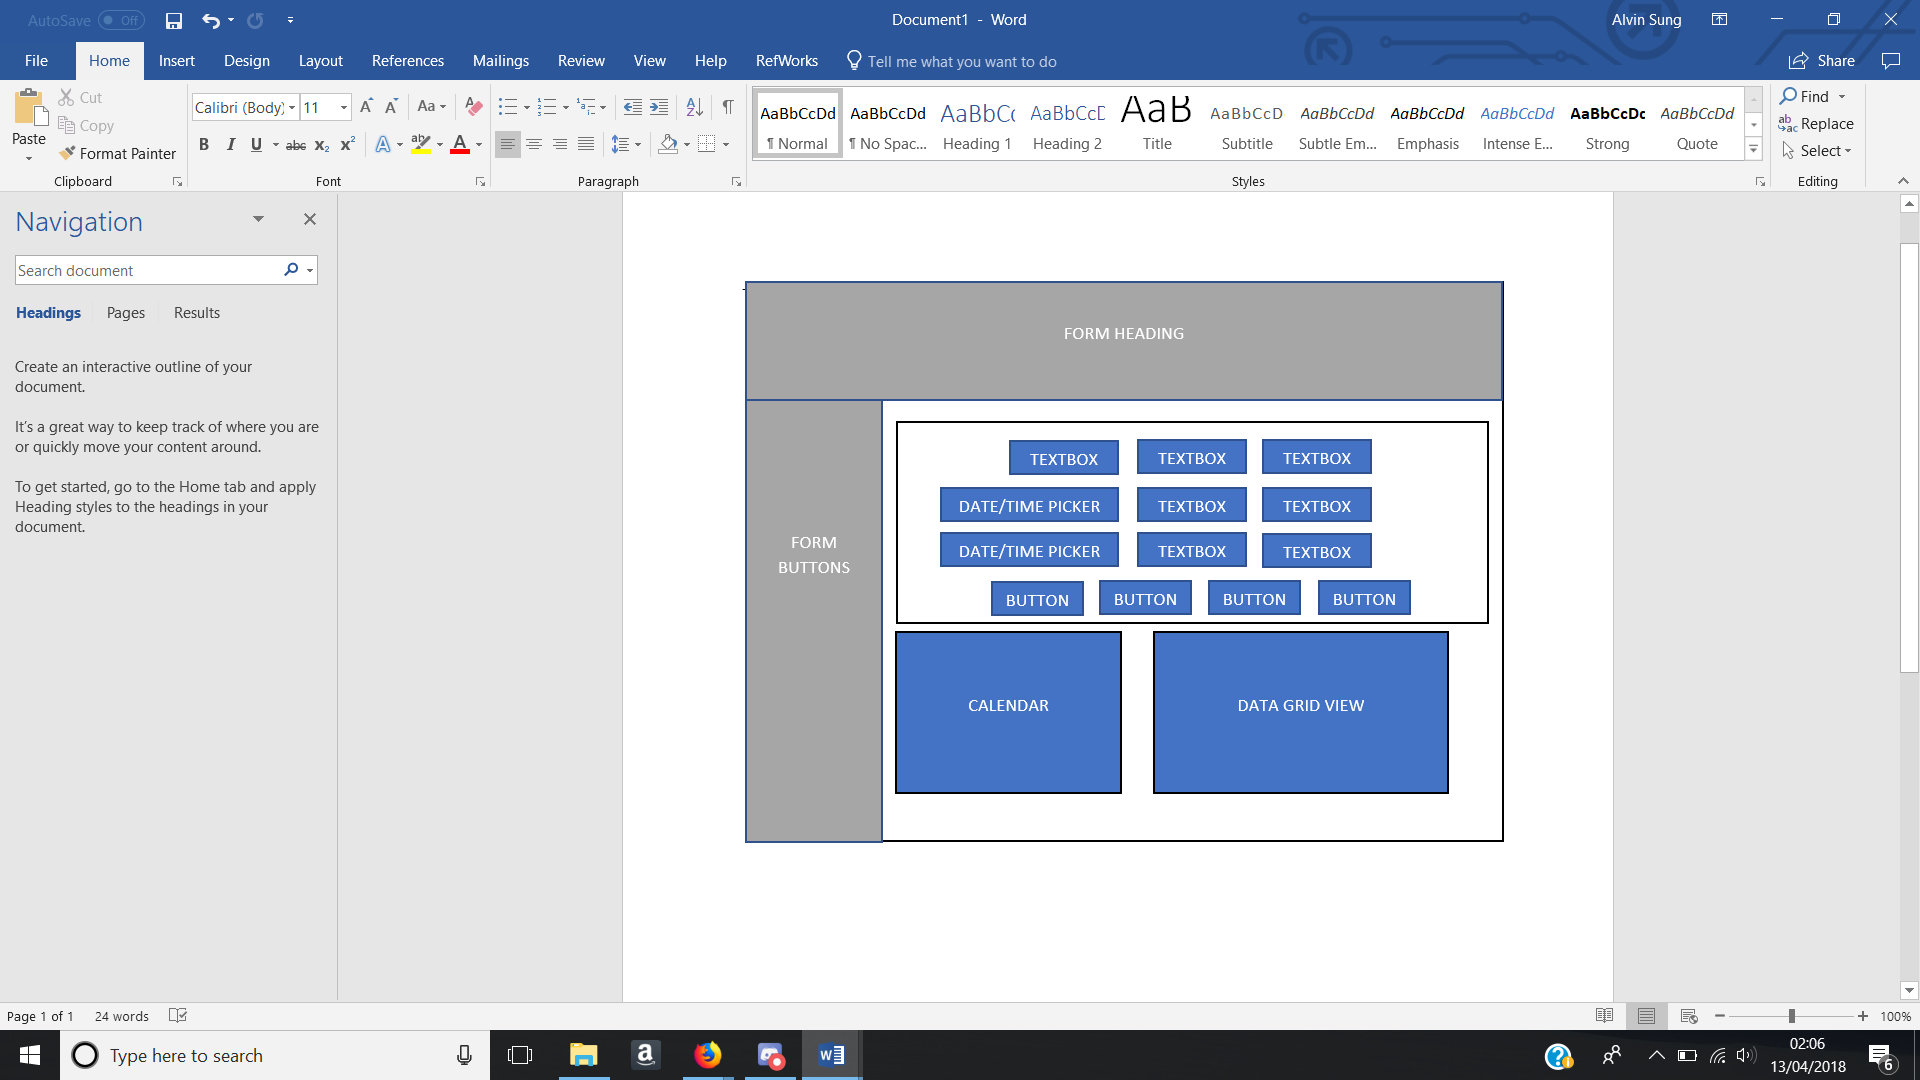 AutoSave Off
Document1 - Word
Alvin Sung
File Home Insert Design Layout References Mailings Review View Help RefWorks Tell me what you want to do
Share
Paste
Cut
Copy
Format Painter
Clipboard
Calibri (Body) 11
Aa
B I U abc X₂ X²
A aby A
Font
Paragraph
AaBbCcDd AaBbCcDd AaBbCc AaBbCcD AaB AaBbCcD AaBbCcDd AaBbCcDd AaBbCcDd AaBbCcDc AaBbCcDd
¶ Normal ¶ No Spac... Heading 1 Heading 2 Title Subtitle Subtle Em... Emphasis Intense E... Strong Quote
Styles
Find
Replace
Select
Editing
Navigation
Search document
Headings Pages Results
Create an interactive outline of your
document.
It's a great way to keep track of where you are
or quickly move your content around.
To get started, go to the Home tab and apply
Heading styles to the headings in your
document.
FORM HEADING
FORM
BUTTONS
TEXTBOX TEXTBOX TEXTBOX
DATE/TIME PICKER TEXTBOX TEXTBOX
DATE/TIME PICKER TEXTBOX TEXTBOX
BUTTON BUTTON BUTTON BUTTON
CALENDAR DATA GRID VIEW
Page 1 of 1 24 words
100%
Type here to search
02:06
13/04/2018
6